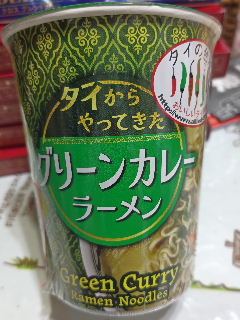 タイから
やってきた
グリーンカレー
ラーメン
Green Curry
Ramen Noodles
タイの